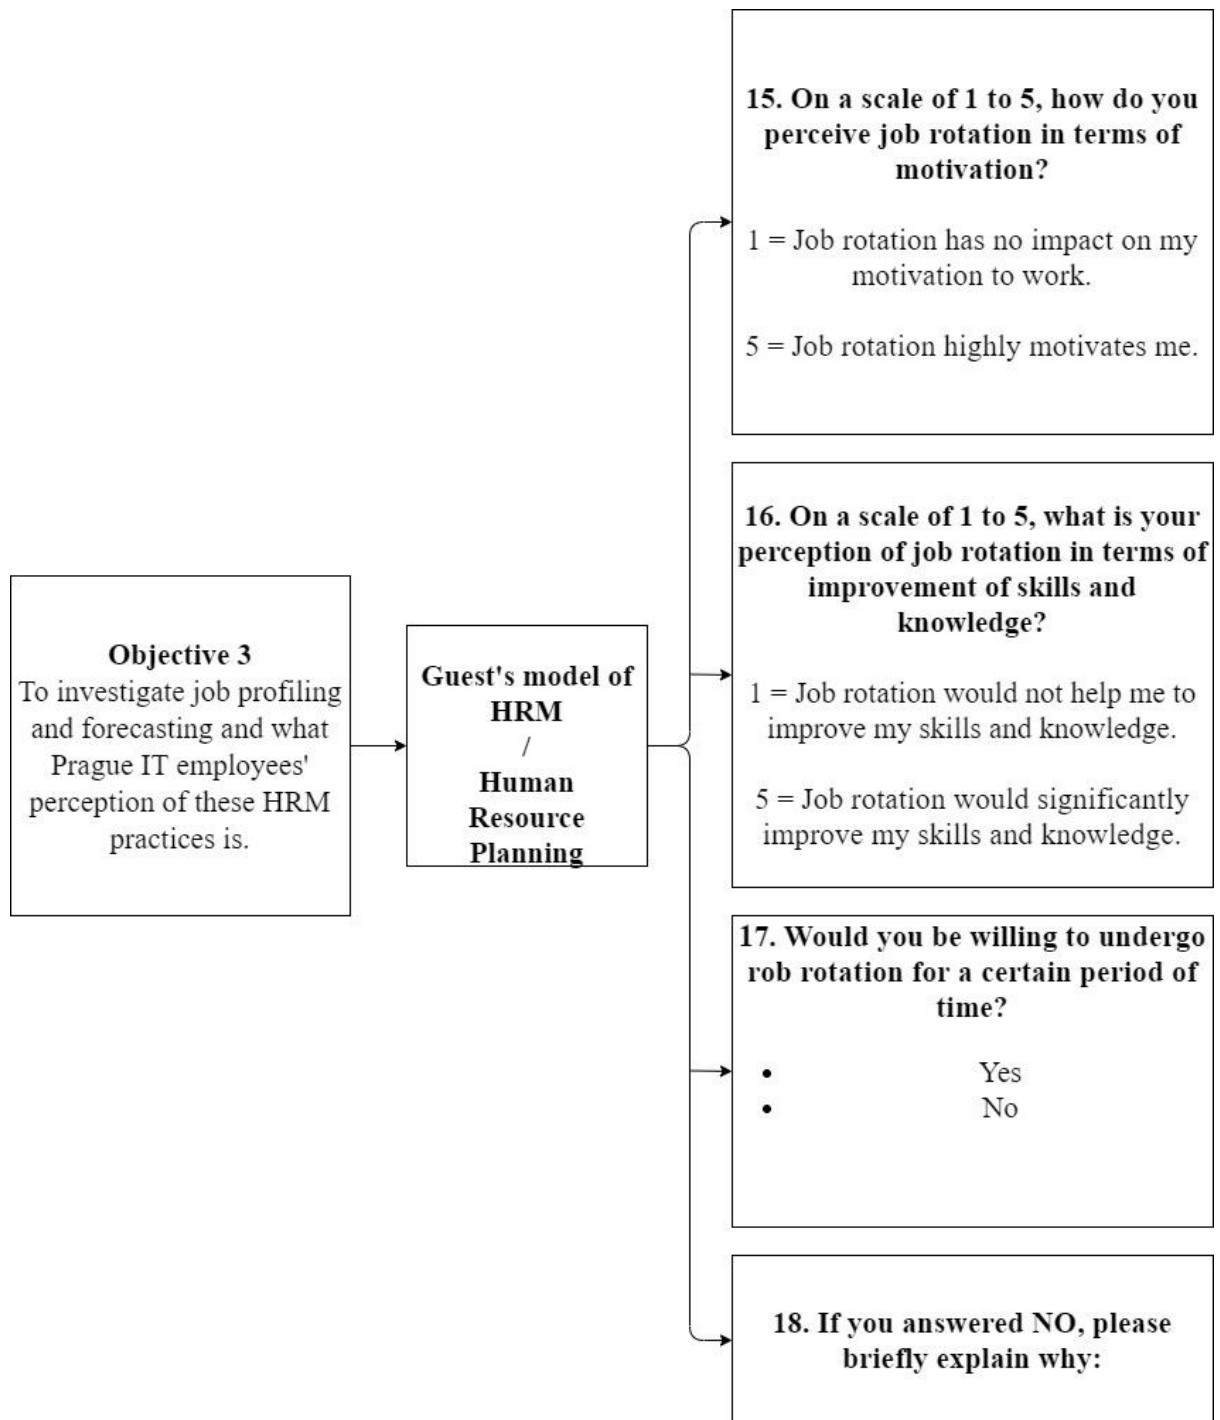 Objective 3
To investigate job profiling
and forecasting and what
Prague IT employees'
perception of these HRM
practices is.
Guest's model of
HRM
/
Human
Resource
Planning
15. On a scale of 1 to 5, how do you
perceive job rotation in terms of
motivation?
1 = Job rotation has no impact on my
motivation to work.
5 = Job rotation highly motivates me.
16. On a scale of 1 to 5, what is your
perception of job rotation in terms of
improvement of skills and
knowledge?
1 = Job rotation would not help me to
improve my skills and knowledge.
5 = Job rotation would significantly
improve my skills and knowledge.
17. Would you be willing to undergo
rob rotation for a certain period of
time?
• Yes
• No
18. If you answered NO, please
briefly explain why: